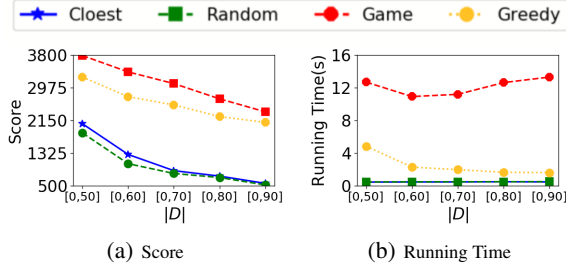 Cloest Random Game Greedy
3800
2975
2150
1325
500
Score
[0,50] [0,60] [0,70] [0,80] [0,90]
|D|
(a) Score
16
12
8
4
0
Running Time(s)
[0,50] [0,60] [0,70] [0,80] [0,90]
|D|
(b) Running Time